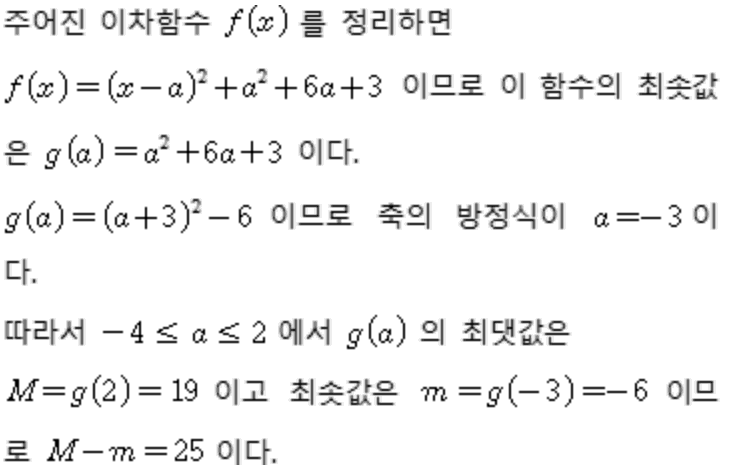 주어진 이차함수 f(x) 를 정리하면
f(x)=(x-a)²+a²+6a+3 이므로 이 함수의 최솟값
은 g(a)=a²+6a+3 이다.
g(a)=(a+3)²-6 이므로 축의 방정식이 a=-3 이
다.
따라서 -4 ≤ a ≤ 2 에서 g(a) 의 최댓값은
M=g(2)=19 이고 최솟값은 m=g(-3)=-6 이므
로 M-m=25 이다.